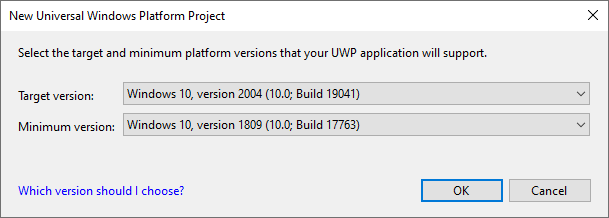 New Universal Windows Platform Project
Select the target and minimum platform versions that your UWP application will support.
Target version: Windows 10, version 2004 (10.0; Build 19041)
Minimum version: Windows 10, version 1809 (10.0; Build 17763)
Which version should I choose? OK Cancel